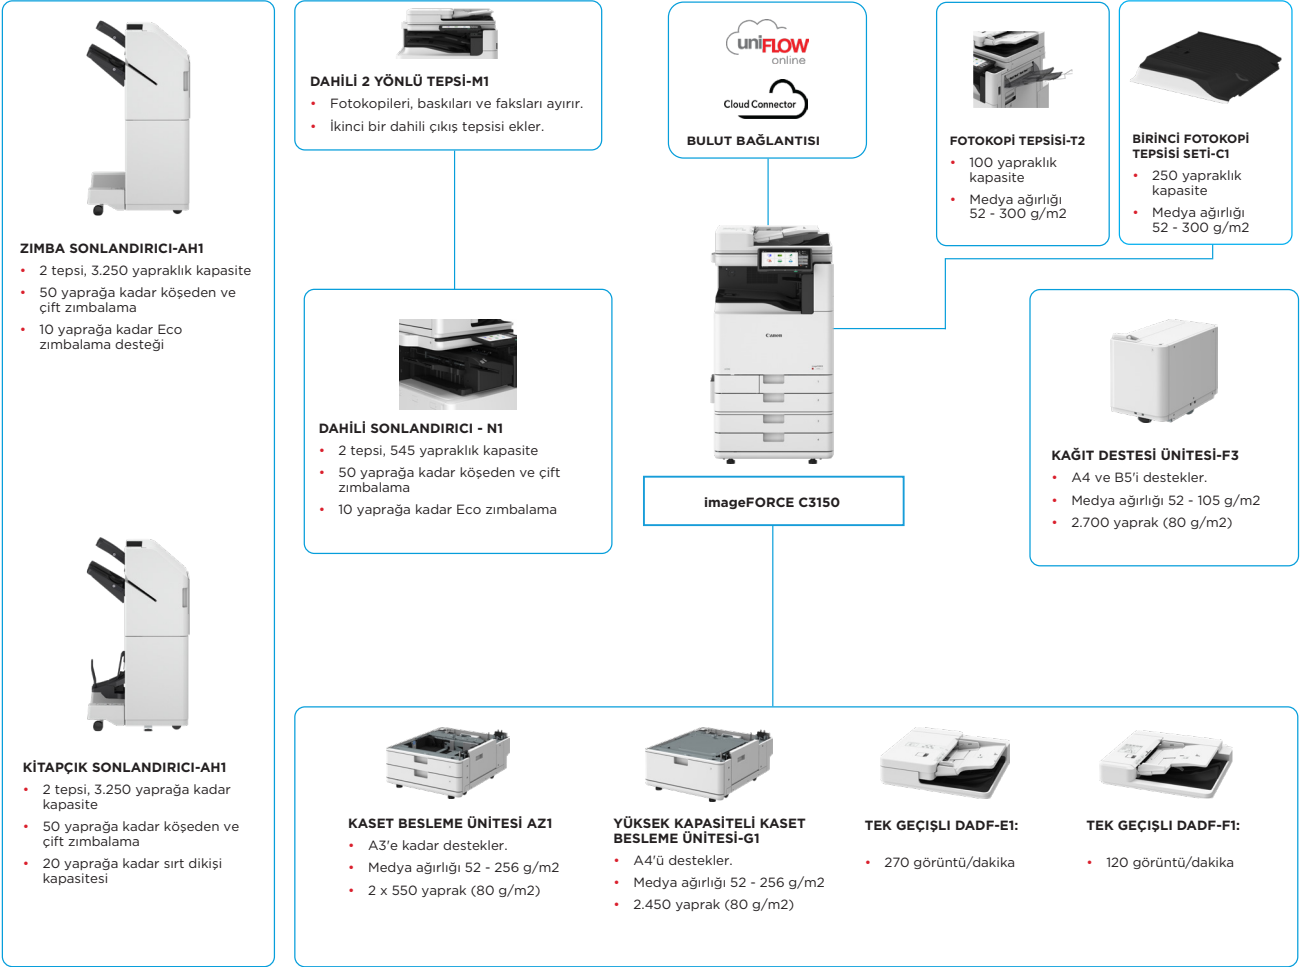 ZIMBA SONLANDIRICI-AH1
• 2 tepsi, 3.250 yapraklık kapasite
• 50 yaprağa kadar köşeden ve
çift zımbalama
• 10 yaprağa kadar Eco
zımbalama desteği
KİTAPÇIK SONLANDIRICI-AH1
• 2 tepsi, 3.250 yaprağa kadar
kapasite
• 50 yaprağa kadar köşeden ve
çift zımbalama
• 20 yaprağa kadar sırt dikişi
kapasitesi
DAHİLİ 2 YÖNLÜ TEPSİ-M1
• Fotokopileri, baskıları ve faksları ayırır.
• İkinci bir dahili çıkış tepsisi ekler.
DAHİLİ SONLANDIRICI - N1
• 2 tepsi, 545 yapraklık kapasite
• 50 yaprağa kadar köşeden ve çift
zımbalama
• 10 yaprağa kadar Eco zımbalama
uniFLOW
online
Cloud Connector
BULUT BAĞLANTISI
Canon
imageFORCE C3150
FOTOKOPİ TEPSİSİ-T2
• 100 yapraklık
kapasite
• Medya ağırlığı
52 - 300 g/m2
BİRİNCİ FOTOKOPİ
TEPSİSİ SETİ-C1
• 250 yapraklık
kapasite
• Medya ağırlığı
52 - 300 g/m2
KAĞIT DESTESİ ÜNİTESİ-F3
• A4 ve B5'i destekler.
• Medya ağırlığı 52 - 105 g/m2
• 2.700 yaprak (80 g/m2)
KASET BESLEME ÜNİTESİ AZ1
• A3'e kadar destekler.
• Medya ağırlığı 52 - 256 g/m2
• 2 x 550 yaprak (80 g/m2)
YÜKSEK KAPASİTELİ KASET
BESLEME ÜNİTESİ-G1
• A4'ü destekler.
• Medya ağırlığı 52 - 256 g/m2
• 2.450 yaprak (80 g/m2)
TEK GEÇIŞLI DADF-E1:
• 270 görüntü/dakika
TEK GEÇIŞLI DADF-F1:
• 120 görüntü/dakika